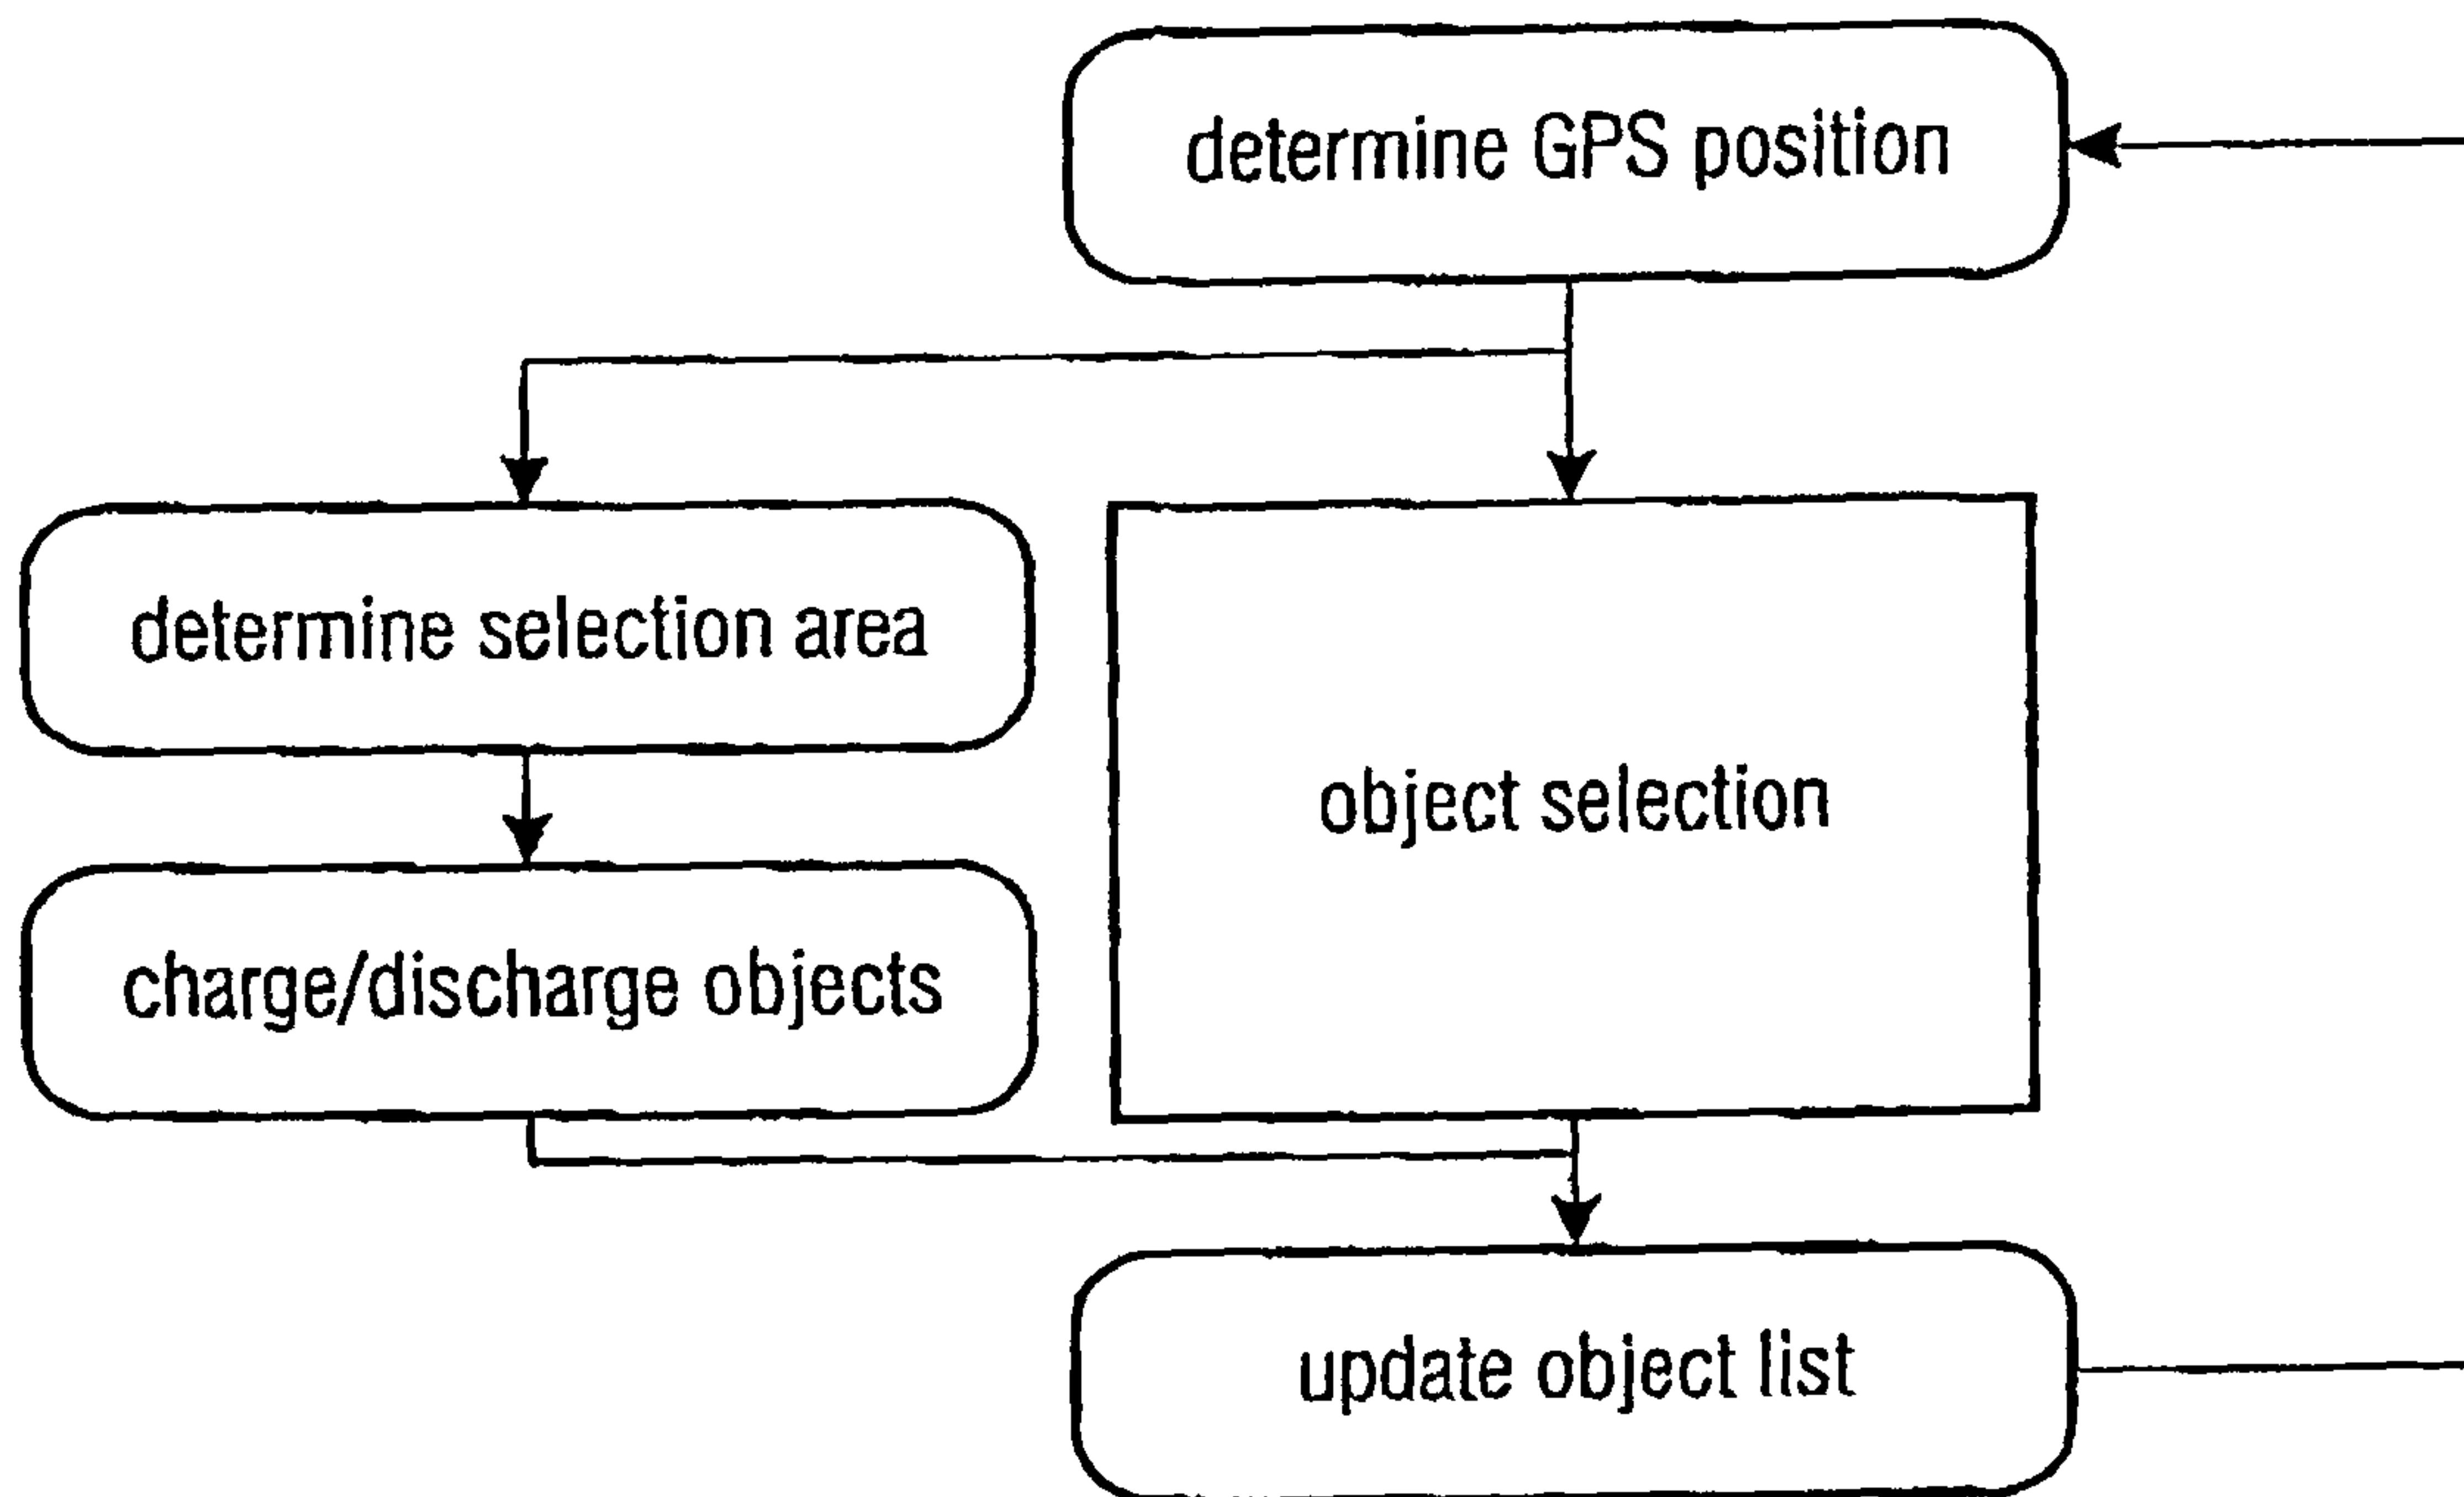 determine GPS position
determine selection area
object selection
charge/discharge objects
update object list